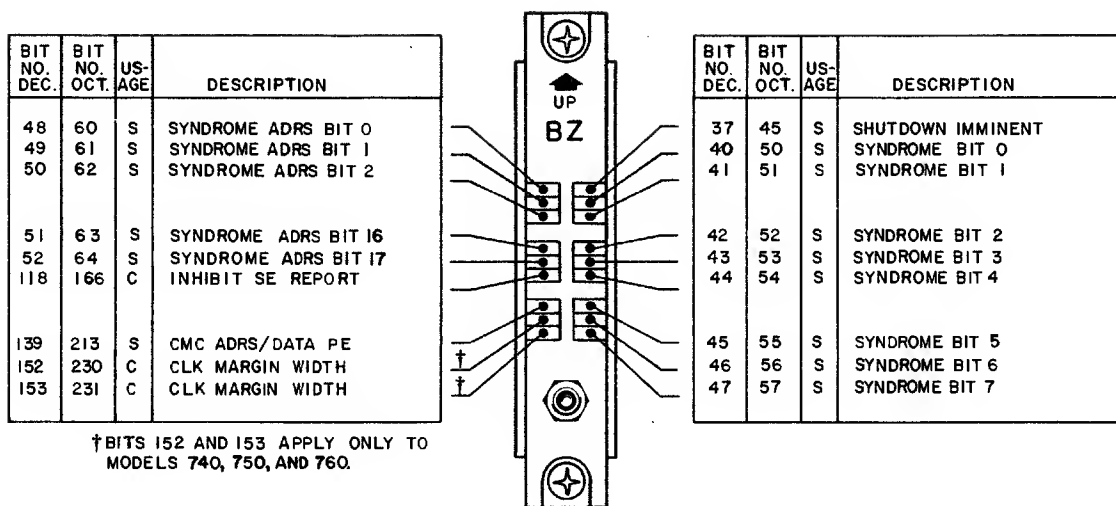 BIT NO. DEC. BIT NO. OCT. US-AGE DESCRIPTION
48 60 S SYNDROME ADRS BIT 0
49 61 S SYNDROME ADRS BIT 1
50 62 S SYNDROME ADRS BIT 2
51 63 S SYNDROME ADRS BIT 16
52 64 S SYNDROME ADRS BIT 17
118 166 C INHIBIT SE REPORT
139 213 S CMC ADRS/DATA PE
152 230 C CLK MARGIN WIDTH †
153 231 C CLK MARGIN WIDTH †
†BITS 152 AND 153 APPLY ONLY TO
MODELS 740, 750, AND 760.
UP
BZ
BIT NO. DEC. BIT NO. OCT. US-AGE DESCRIPTION
37 45 S SHUTDOWN IMMINENT
40 50 S SYNDROME BIT 0
41 51 S SYNDROME BIT 1
42 52 S SYNDROME BIT 2
43 53 S SYNDROME BIT 3
44 54 S SYNDROME BIT 4
45 55 S SYNDROME BIT 5
46 56 S SYNDROME BIT 6
47 57 S SYNDROME BIT 7